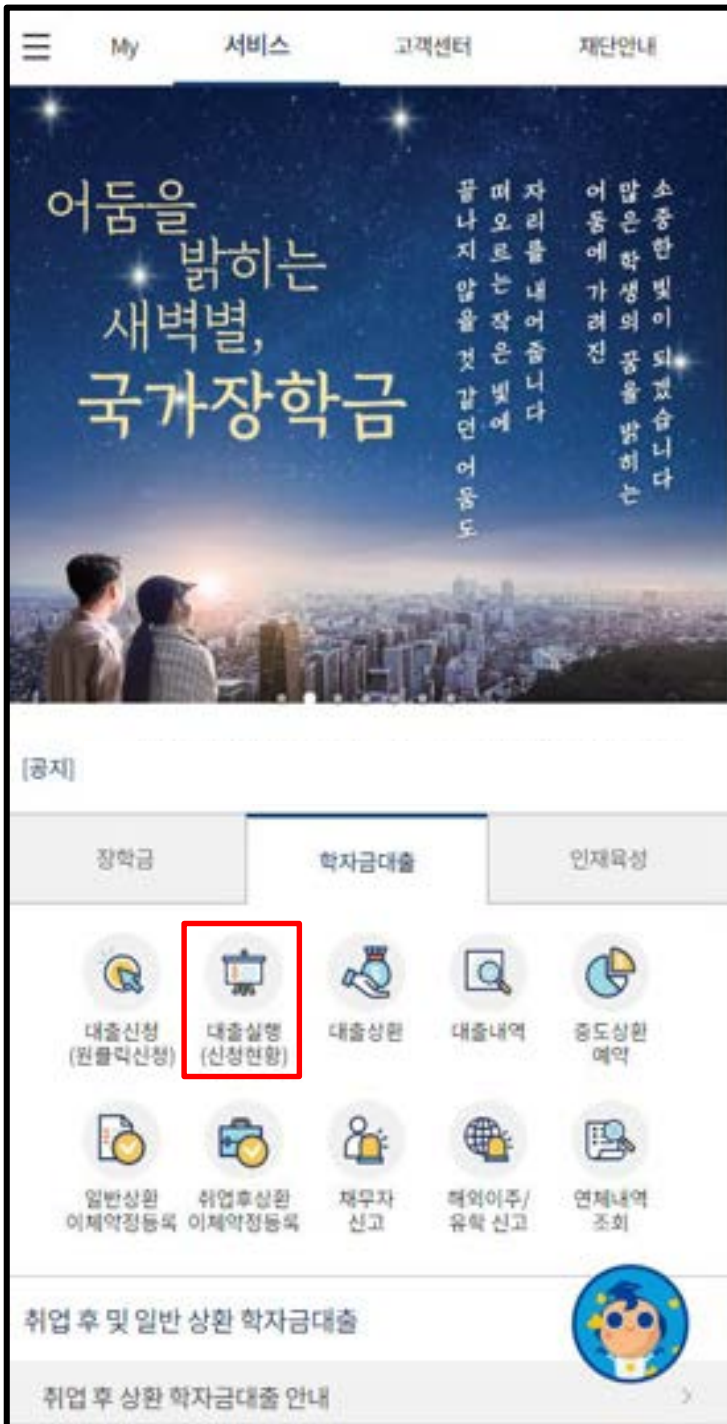 My
서비스
고객센터
재단안내
어둠을
밝히는
새벽별,
국가장학금
소중한 빛이 되겠습니다
많은 학생의 꿈을 밝히는
어둠에 가려진
자리를 내어줍니다
떠오르는 작은 빛에
끝나지 않을 것 같던 어둠도
[공지]
장학금
학자금대출
인재육성
대출신청
(원클릭신청)
대출실행
(신청현황)
대출상환
대출내역
중도상환
예약
일반상환
이체약정등록
취업후상환
이체약정등록
채무자
신고
해외이주/
유학 신고
연체내역
조회
취업 후 및 일반 상환 학자금대출
취업 후 상환 학자금대출 안내